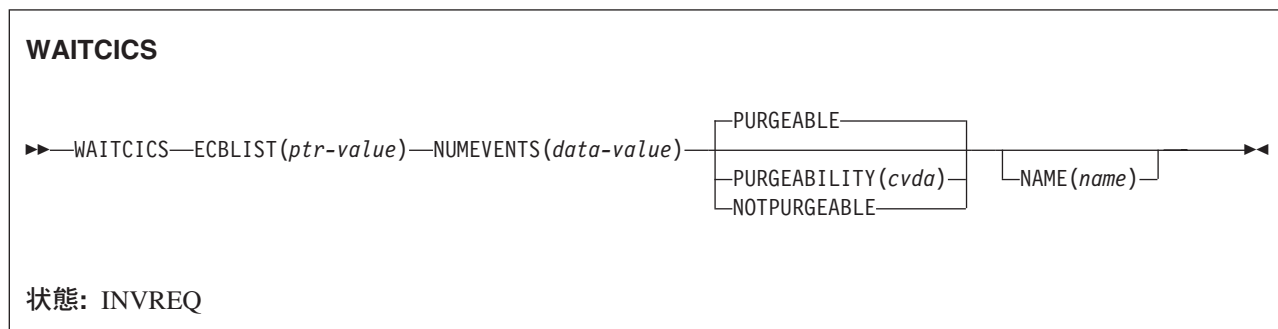 WAITCICS
PURGEABLE
WAITCICS ECBLIST(ptr-value) NUMEVENTS(data-value)
PURGEABILITY(cvda) NAME(name)
NOTPURGEABLE
状態: INVREQ